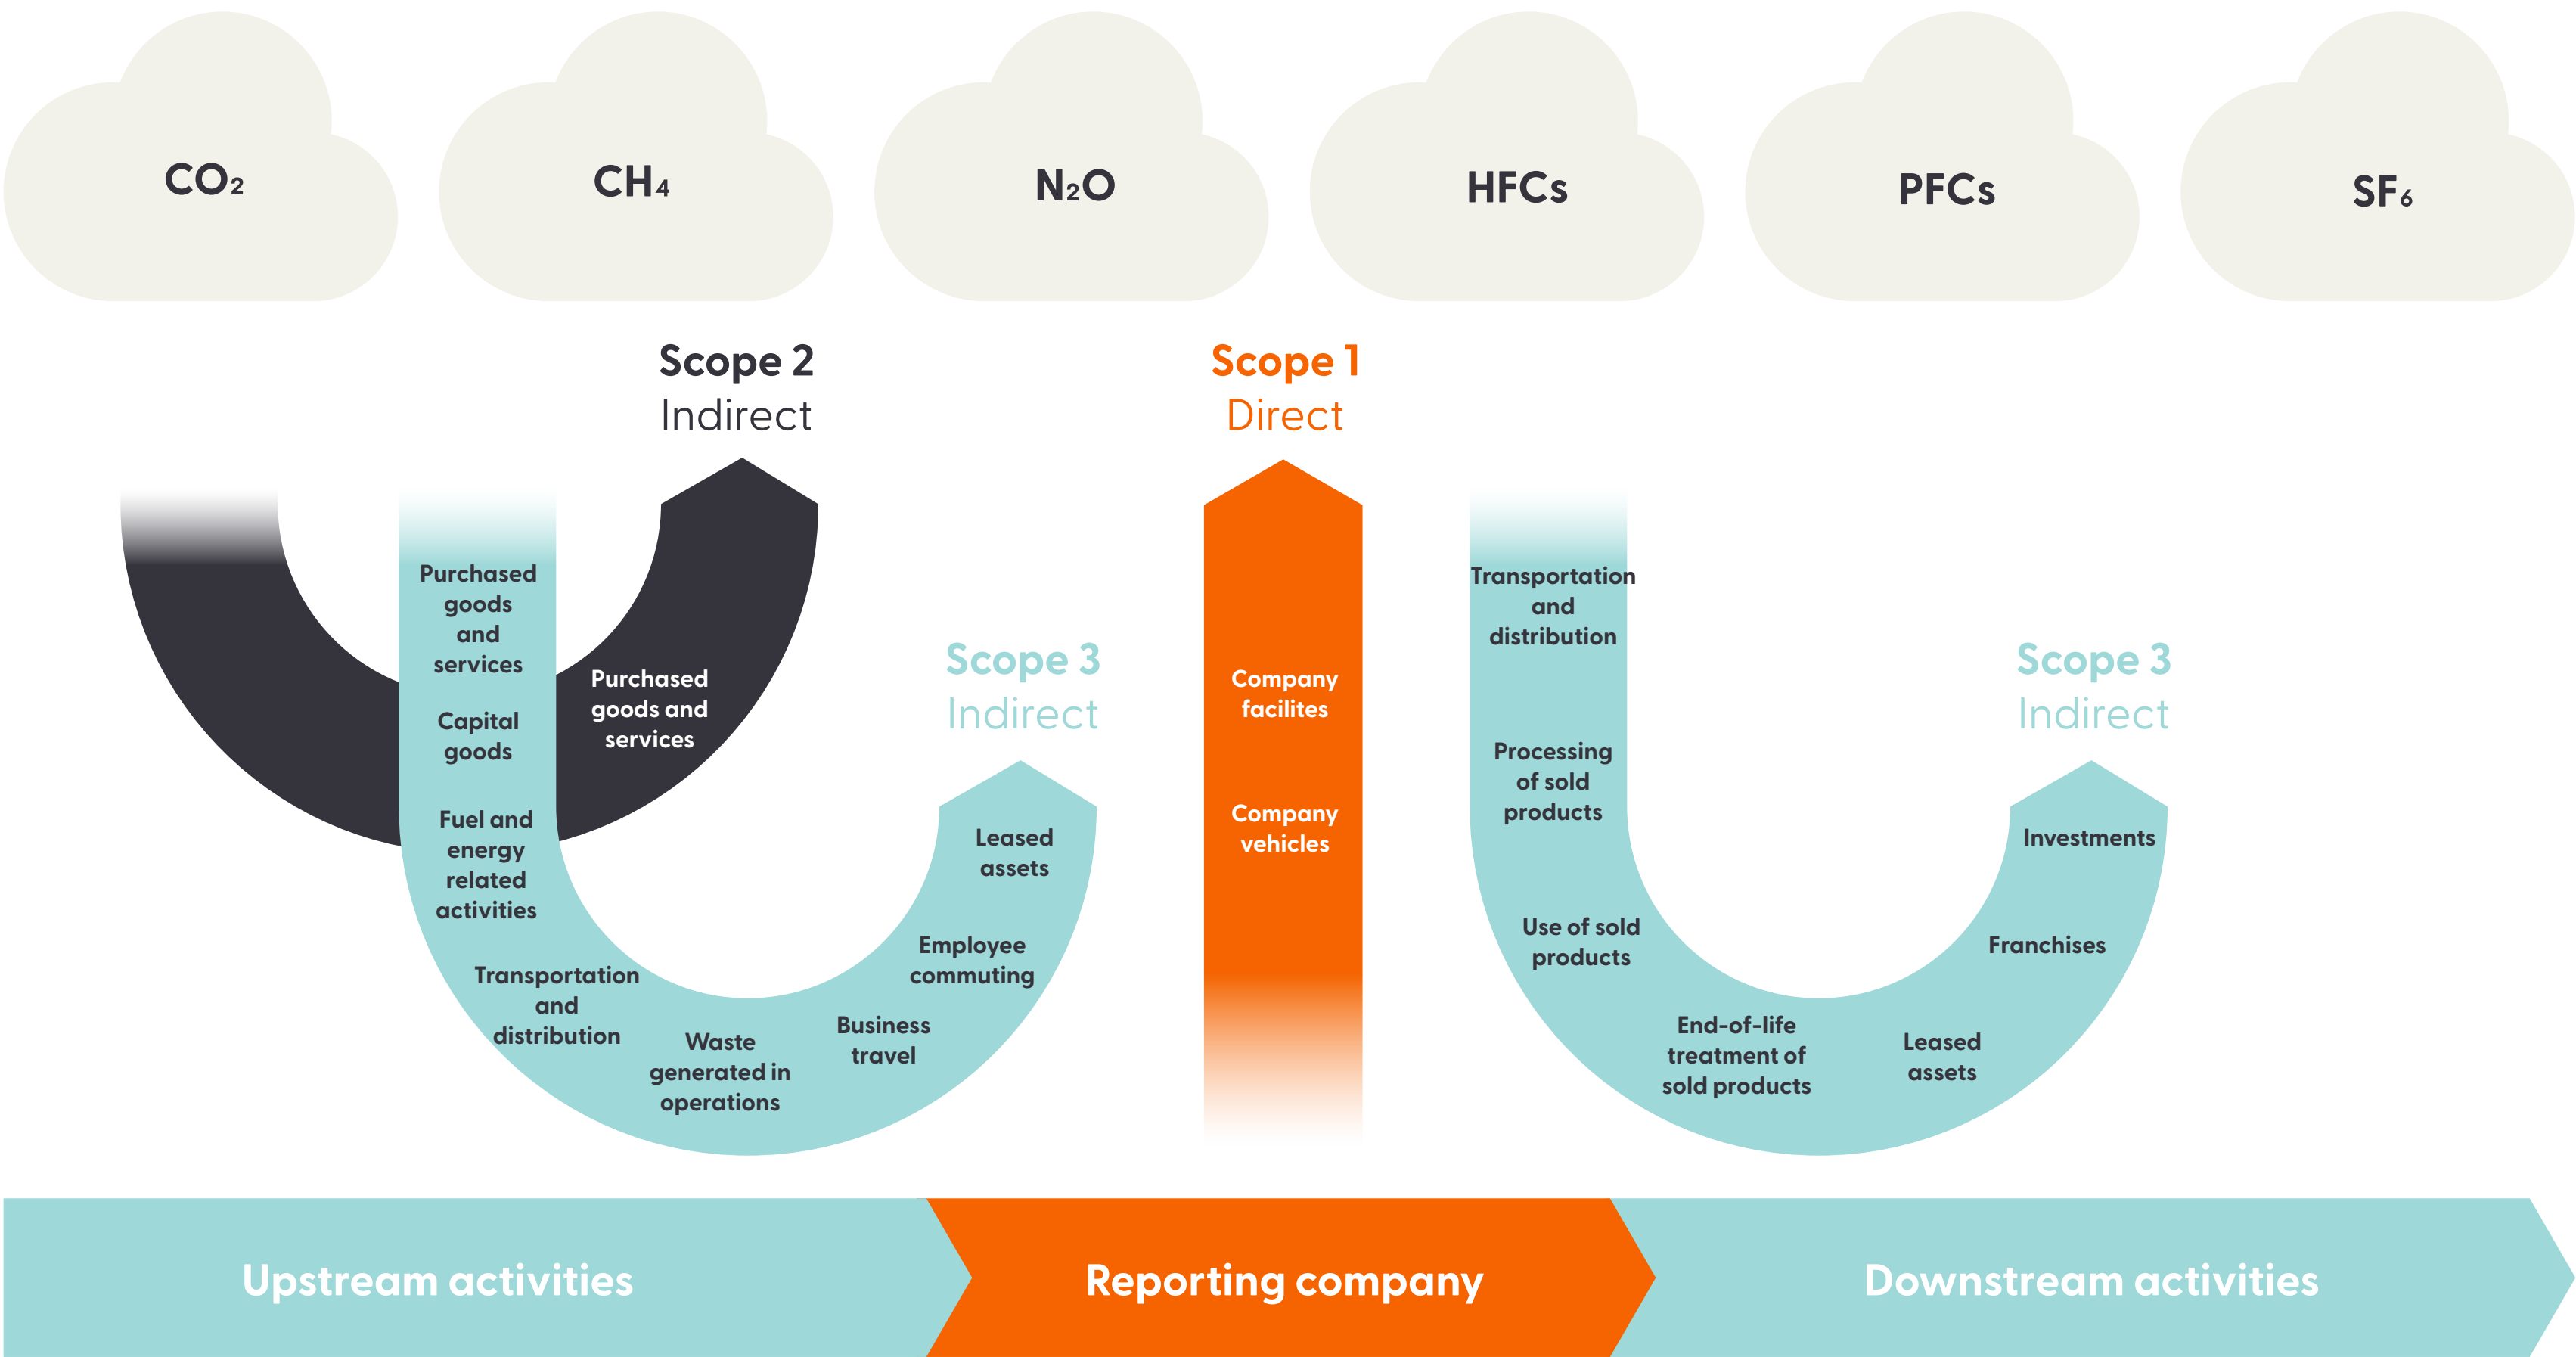 CO₂
CH₄
N₂O
HFCs
PFCs
SF₆
Scope 2
Indirect
Purchased
goods and
services
Scope 3
Indirect
Purchased
goods
and
services
Capital
goods
Fuel and
energy
related
activities
Transportation
and
distribution
Waste
generated in
operations
Business
travel
Employee
commuting
Leased
assets
Scope 1
Direct
Company
facilites
Company
vehicles
Scope 3
Indirect
Transportation
and
distribution
Processing
of sold
products
Use of sold
products
End-of-life
treatment of
sold products
Leased
assets
Franchises
Investments
Upstream activities
Reporting company
Downstream activities